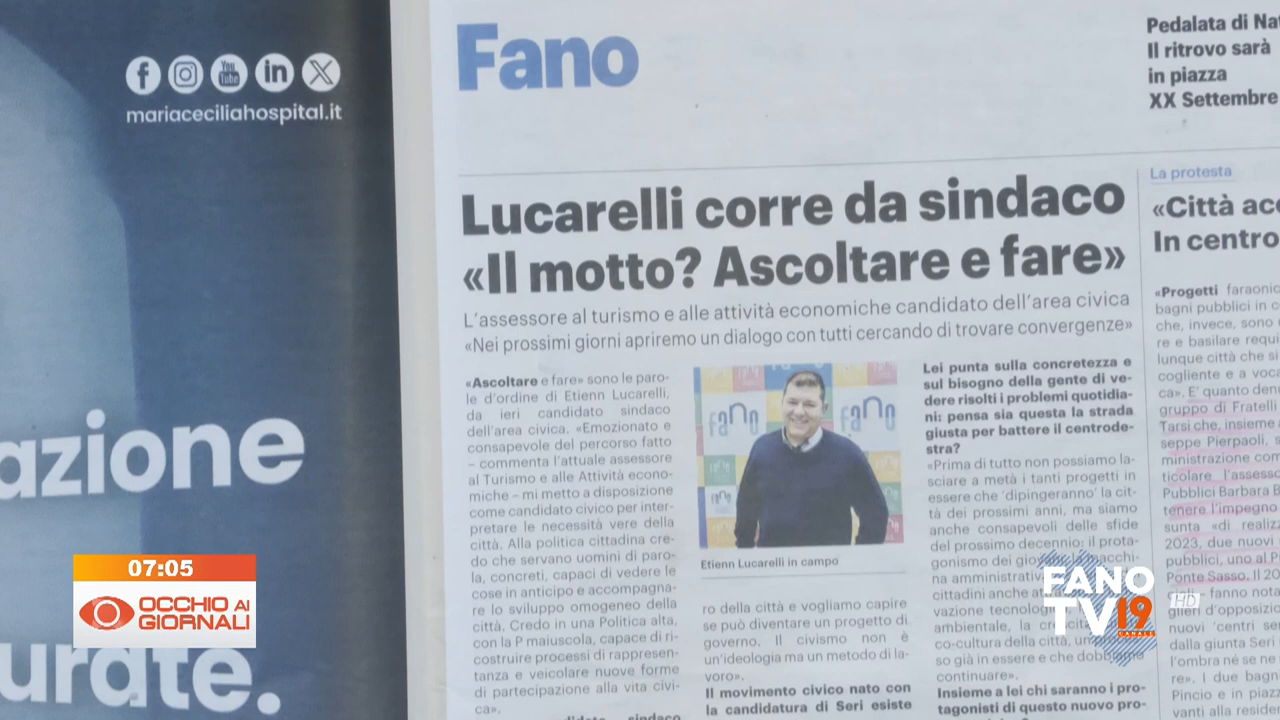 mariaceciliahospital.it
azione
urate.
07:05
OCCHIO AI
GIORNALI
Fano
Pedalata di Na
Il ritrovo sarà
in piazza
XX Settembre
Lucarelli corre da sindaco
«Il motto? Ascoltare e fare»
L'assessore al turismo e alle attività economiche candidato dell'area civica
«Nei prossimi giorni apriremo un dialogo con tutti cercando di trovare convergenze»
«Ascoltare e fare» sono le paro-
le d'ordine di Etienn Lucarelli,
da ieri candidato sindaco
dell'area civica. «Emozionato e
consapevole del percorso fatto
– commenta l'attuale assessore
al Turismo e alle Attività econo-
miche – mi metto a disposizione
come candidato civico per inter-
pretare le necessità vere della
città. Alla politica cittadina cre-
do che servano uomini di paro-
la, concreti, capaci di vedere le
cose in anticipo e accompagna-
re lo sviluppo omogeneo della
città. Credo in una Politica alta,
con la P maiuscola, capace di ri-
costruire processi di rappresen-
tanza e veicolare nuove forme
di partecipazione alla vita civi-
ca».
fano
fano
Etienn Lucarelli in campo
ro della città e vogliamo capire
se può diventare un progetto di
governo. Il civismo non è
un'ideologia ma un metodo di la-
voro».
Il movimento civico nato con
la candidatura di Seri esiste
Lei punta sulla concretezza e
sul bisogno della gente di ve-
dere risolti i problemi quotidia-
ni: pensa sia questa la strada
giusta per battere il centrode-
stra?
«Prima di tutto non possiamo la-
sciare a metà i tanti progetti in
essere che 'dipingeranno' la cit-
tà dei prossimi anni, ma siamo
anche consapevoli delle sfide
del prossimo decennio: il prota-
gonismo dei giov macchi-
na amministrativ
cittadini anche at
vazione tecnolog
ambientale, la
co-cultura della città, un
so già in essere e che dobbiamo
continuare».
Insieme a lei chi saranno i pro-
tagonisti di questo nuovo pro-
La protesta
«Città acc
In centro
«Progetti faraonic
bagni pubblici in c
che, invece, sono
re e basilare requi
lunque città che si
cogliente e a voca
ca». E' quanto den
gruppo di Fratelli
Tarsi che, insieme a
seppe Pierpaoli,
ministrazione com
ticolare l'assesso
Pubblici Barbara B
tenere l'impegno
sunta «di realiz
2023, due nuovi
pubblici, uno al P
Ponte Sasso. Il 20
– fanno nota
glieri d'opposizi
nuovi 'centri ser
dalla giunta Seri
l'ombra né se ne
re». I due bagn
Pincio e in piaz
vanti alla reside
FANO
TV 19
CANALE
HD